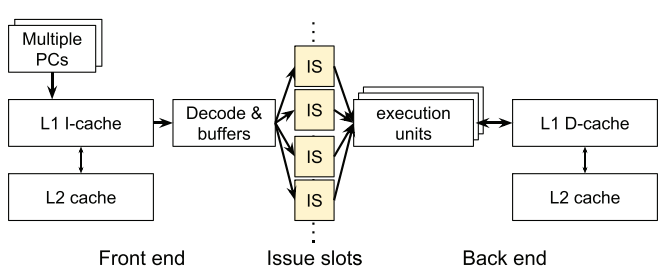 Multiple
PCs
L1 I-cache
L2 cache
Decode &
buffers
IS
IS
IS
IS
execution
units
L1 D-cache
L2 cache
Front end
Issue slots
Back end